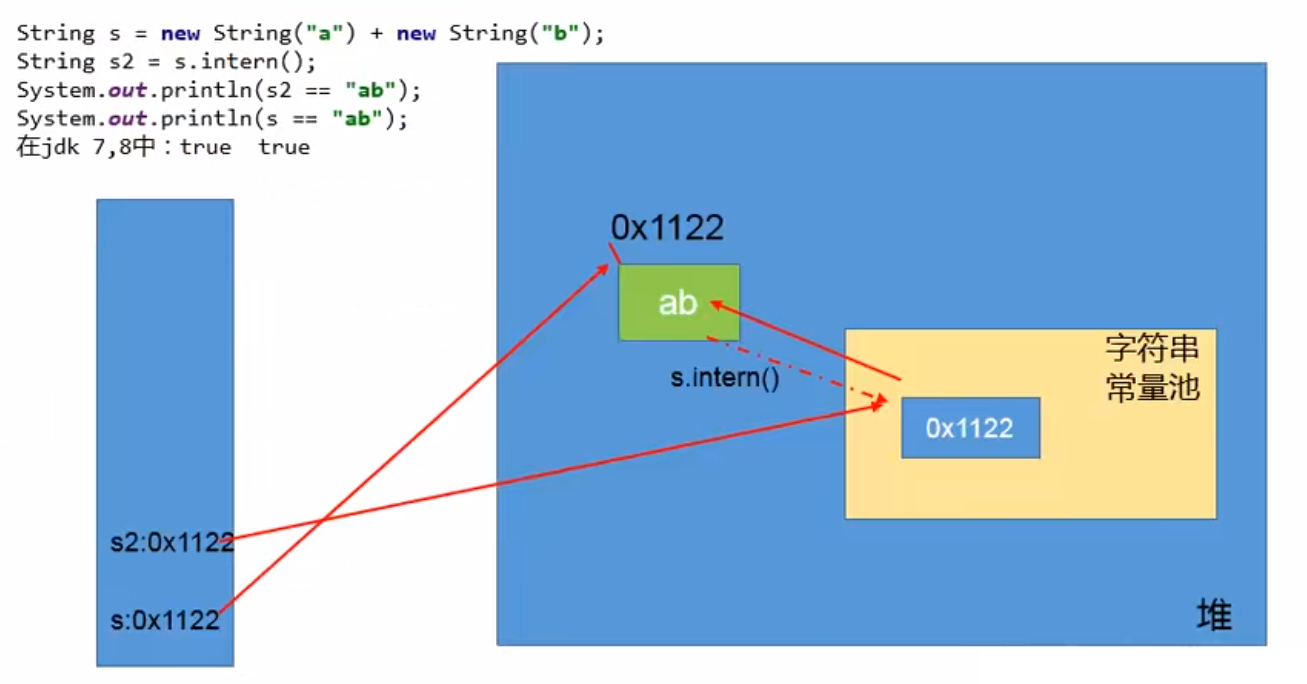 String s = new String("a") + new String("b");
String s2 = s.intern();
System.out.println(s2 == "ab");
System.out.println(s == "ab");
在jdk 7,8中：true  true
0x1122
ab
字符串
常量池
s.intern()
0x1122
s2:0x1122
s:0x1122
堆